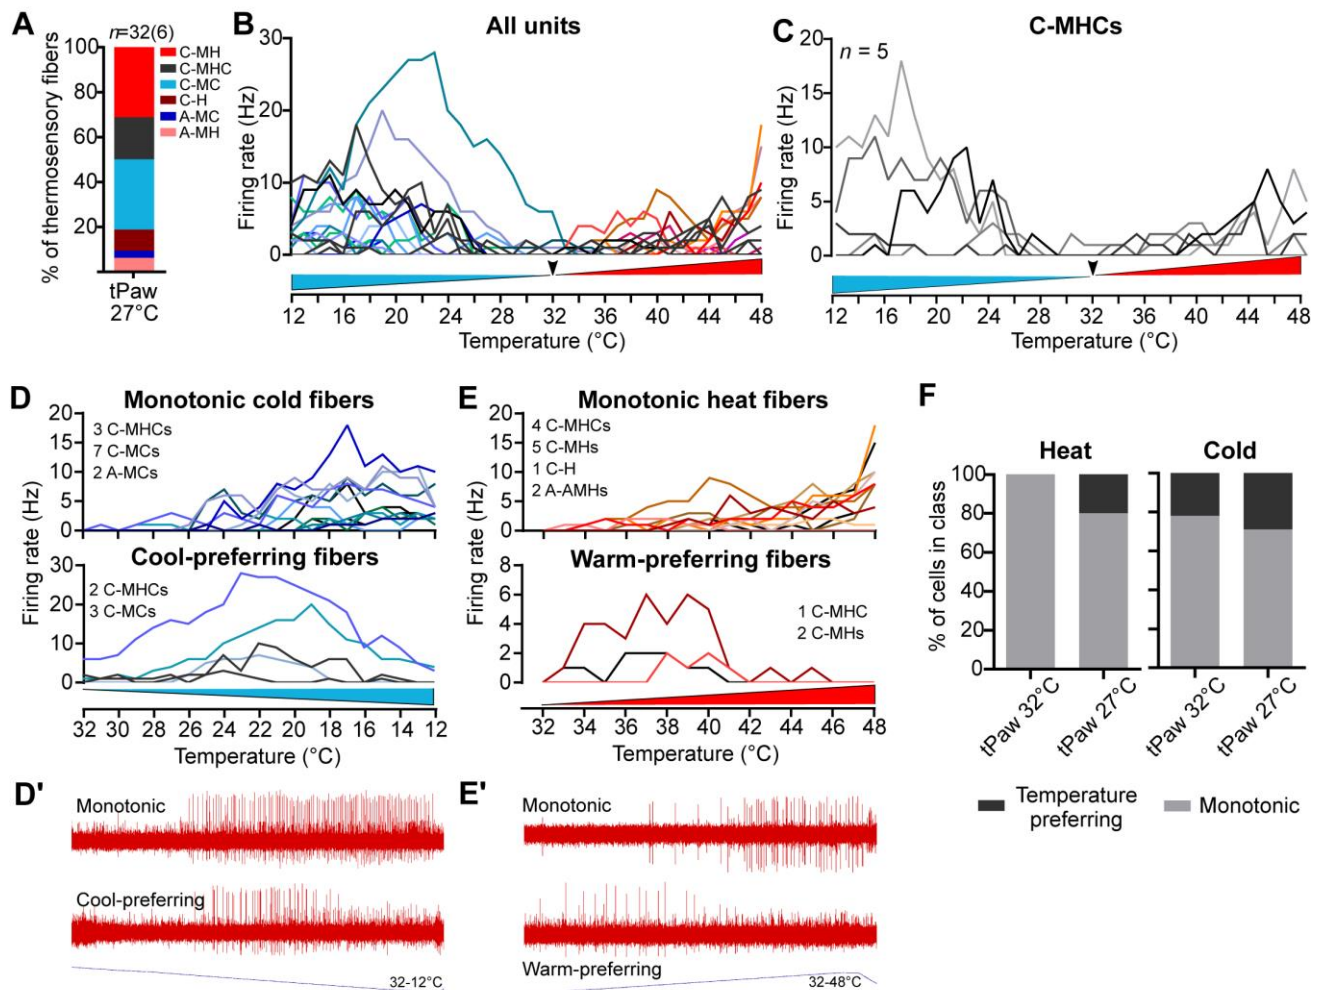 A
n=32(6)
% of thermosensory fibers
100
80
60
40
20
C-MH
C-MHC
C-MC
C-H
A-MC
A-MH
tPaw
27°C
B
All units
Firing rate (Hz)
30
20
10
0
12 16 20 24 28 32 36 40 44 48
Temperature (°C)
C
C-MHCs
n = 5
Firing rate (Hz)
20
15
10
5
0
12 16 20 24 28 32 36 40 44 48
Temperature (°C)
D
Monotonic cold fibers
3 C-MHCs
7 C-MCs
2 A-MCs
20
15
10
5
0
Firing rate (Hz)
Cool-preferring fibers
2 C-MHCs
3 C-MCs
30
20
10
0
32 30 28 26 24 22 20 18 16 14 12
Temperature (°C)
E
Monotonic heat fibers
4 C-MHCs
5 C-MHs
1 C-H
2 A-AMHs
20
15
10
5
0
Firing rate (Hz)
Warm-preferring fibers
1 C-MHC
2 C-MHs
8
6
4
2
0
32 34 36 38 40 42 44 46 48
Temperature (°C)
F
Heat
Cold
% of cells in class
100
80
60
40
20
0
tPaw 32°C
tPaw 27°C
tPaw 32°C
tPaw 27°C
Temperature
preferring
Monotonic
D'
Monotonic
Cool-preferring
32-12°C
E'
Monotonic
Warm-preferring
32-48°C